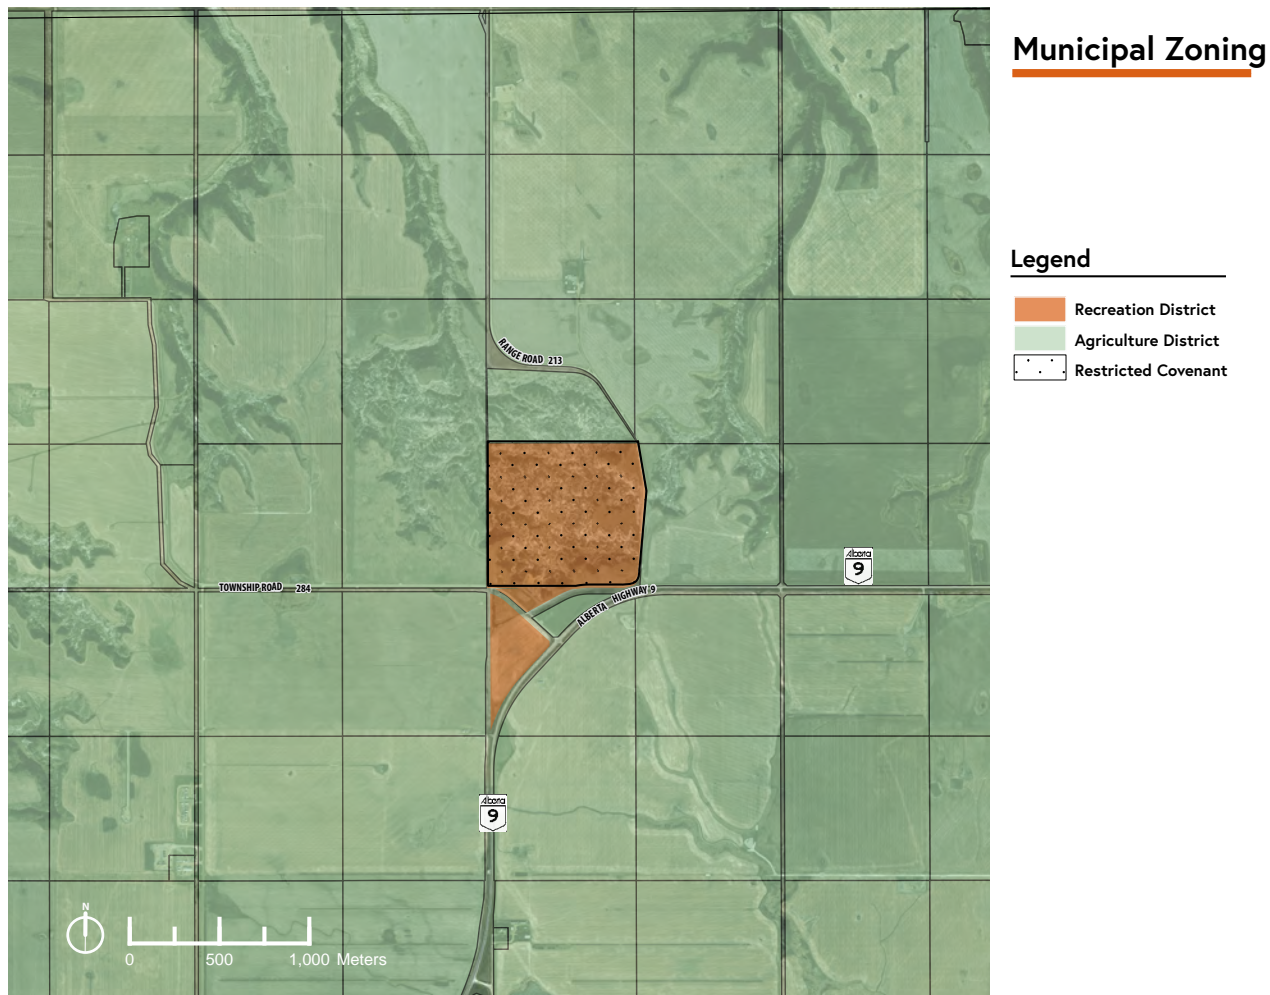 Municipal Zoning
Legend
Recreation District
Agriculture District
Restricted Covenant
RANGE ROAD 213
Alberta
9
TOWNSHIP ROAD 284
ALBERTA HIGHWAY 9
Alberta
9
N
0 500 1,000 Meters